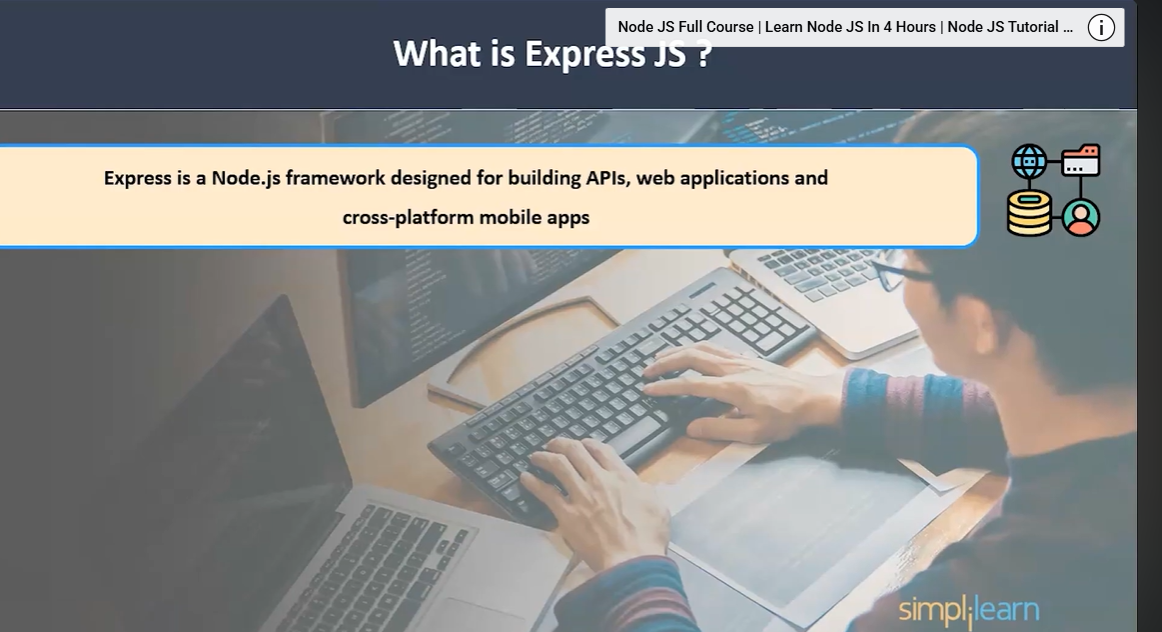 Node JS Full Course | Learn Node JS In 4 Hours | Node JS Tutorial ...
What is Express JS ?
Express is a Node.js framework designed for building APIs, web applications and
cross-platform mobile apps
simplilearn